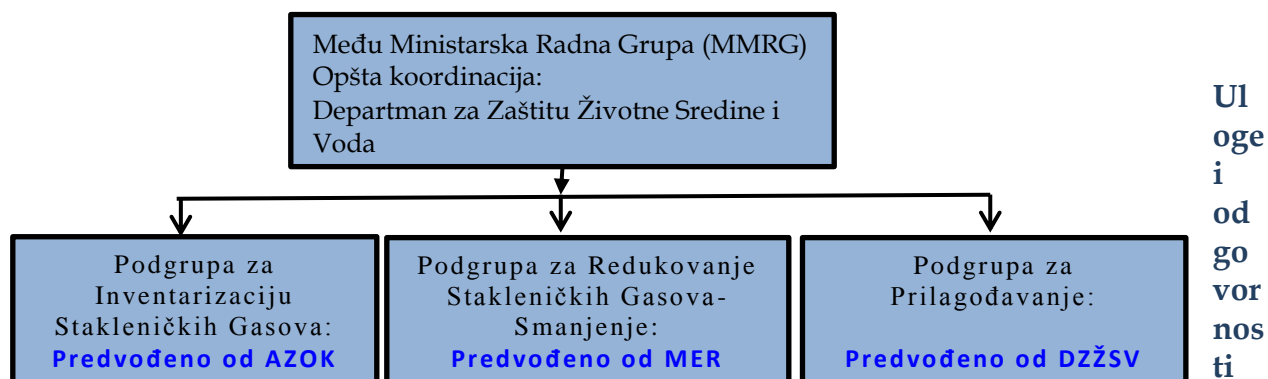 Među Ministarska Radna Grupa (MMRG)
Opšta koordinacija:
Departman za Zaštitu Životne Sredine i
Voda
Podgrupa za
Inventarizaciju
Stakleničkih Gasova:
Predvođeno od AZOK
Podgrupa za Redukovanje
Stakleničkih Gasova-
Smanjenje:
Predvođeno od MER
Podgrupa za
Prilagođavanje:
Predvođeno od DZŽSV
Ul
oge
i
od
go
vor
nos
ti